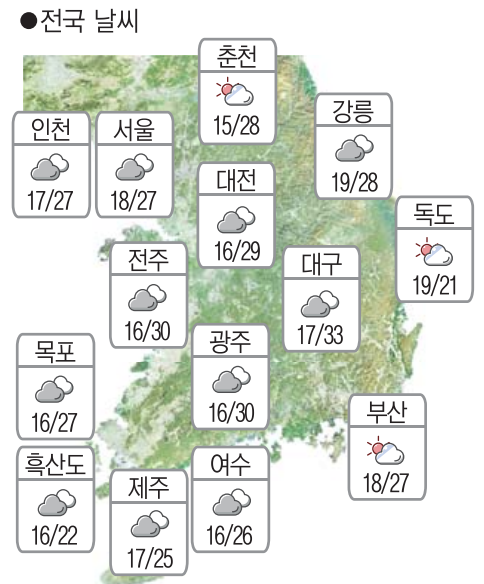 ●전국 날씨
춘천
15/28
강릉
19/28
인천
17/27
서울
18/27
대전
16/29
독도
19/21
전주
16/30
대구
17/33
광주
16/30
목포
16/27
부산
18/27
흑산도
16/22
제주
17/25
여수
16/26